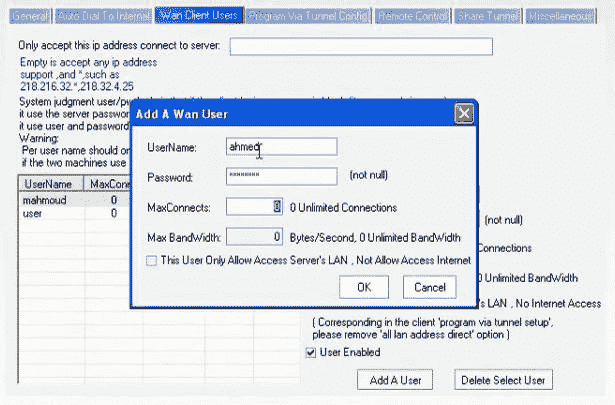 General Auto Dial To Internet Wan Client Users Program Via Tunnel Config Remote Control Share Tunnel Miscellaneous
Only accept this ip address connect to server:
Empty is accept any ip address
support ,and *,such as
218.216.32.*,218.32.4.25
System judgment user/
it use the server passwor
it use user and password
Warning:
Per user name should on
if the two machines use
Add A Wan User
UserName: ahmed
Password: ******** (not null)
MaxConnects: 0 0 Unlimited Connections
Max BandWidth: 0 Bytes/Second, 0 Unlimited BandWidth
This User Only Allow Access Server's LAN , Not Allow Access Internet
OK Cancel
UserName MaxConn
mahmoud 0
user 0
(not null)
Connections
0 Unlimited BandWidth
's LAN , No Internet Access
( Corresponding in the client 'program via tunnel setup',
please remove 'all lan address direct' option )
User Enabled
Add A User Delete Select User